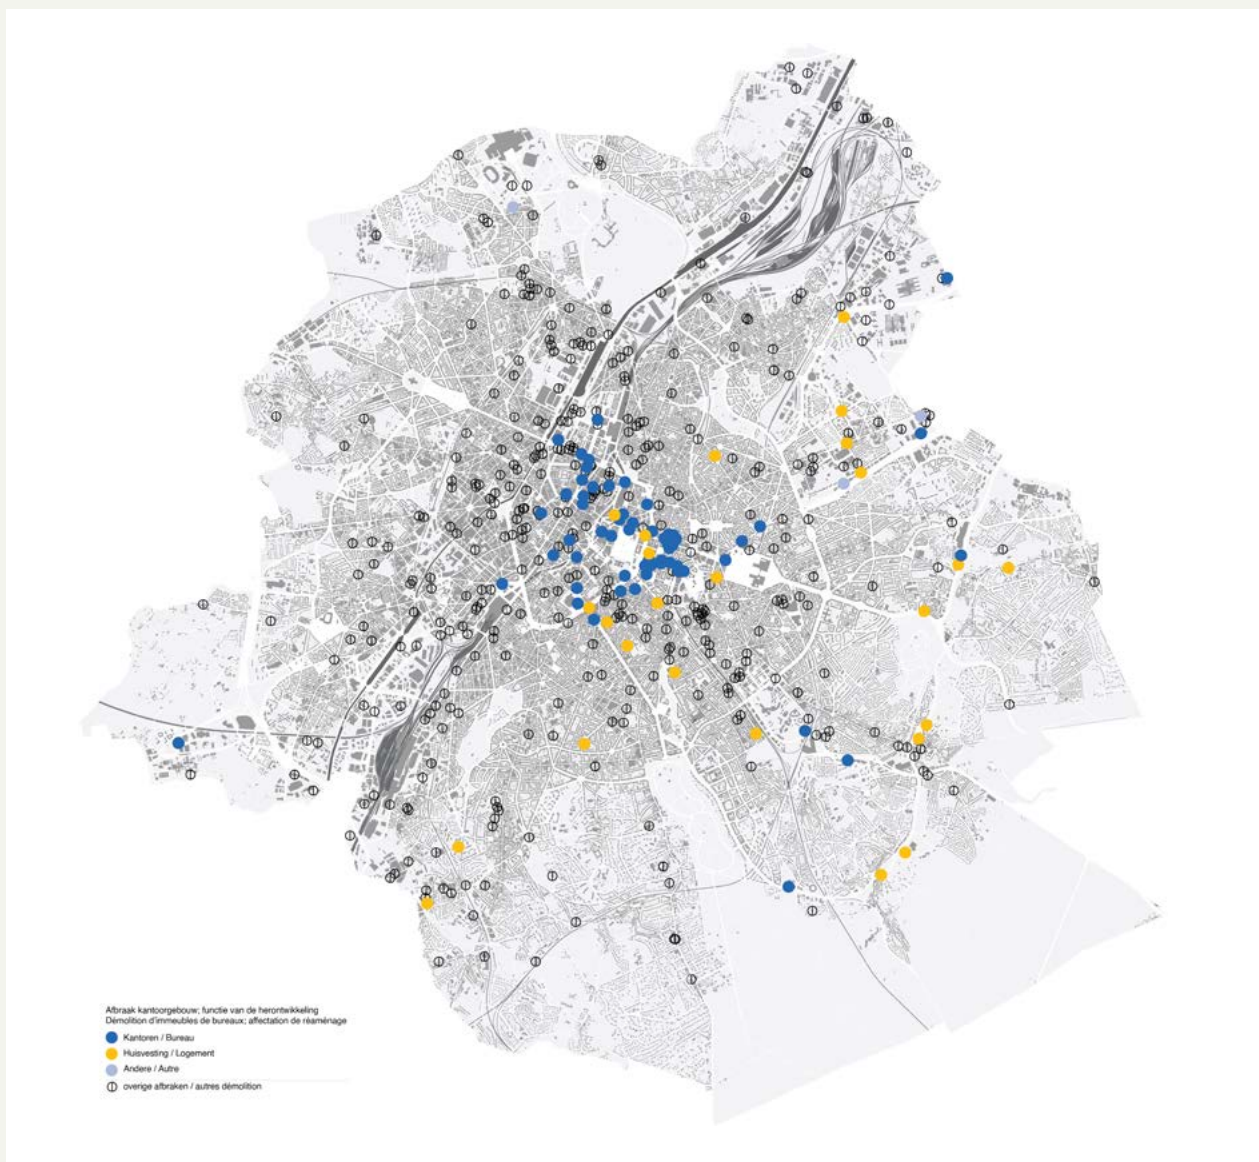 Afbraak kantoorgebouw; functie van de herontwikkeling
Démolition d'immeubles de bureaux; affectation de réaménage
Kantoren / Bureau
Huisvesting / Logement
Andere / Autre
overige afbraken / autres démolition